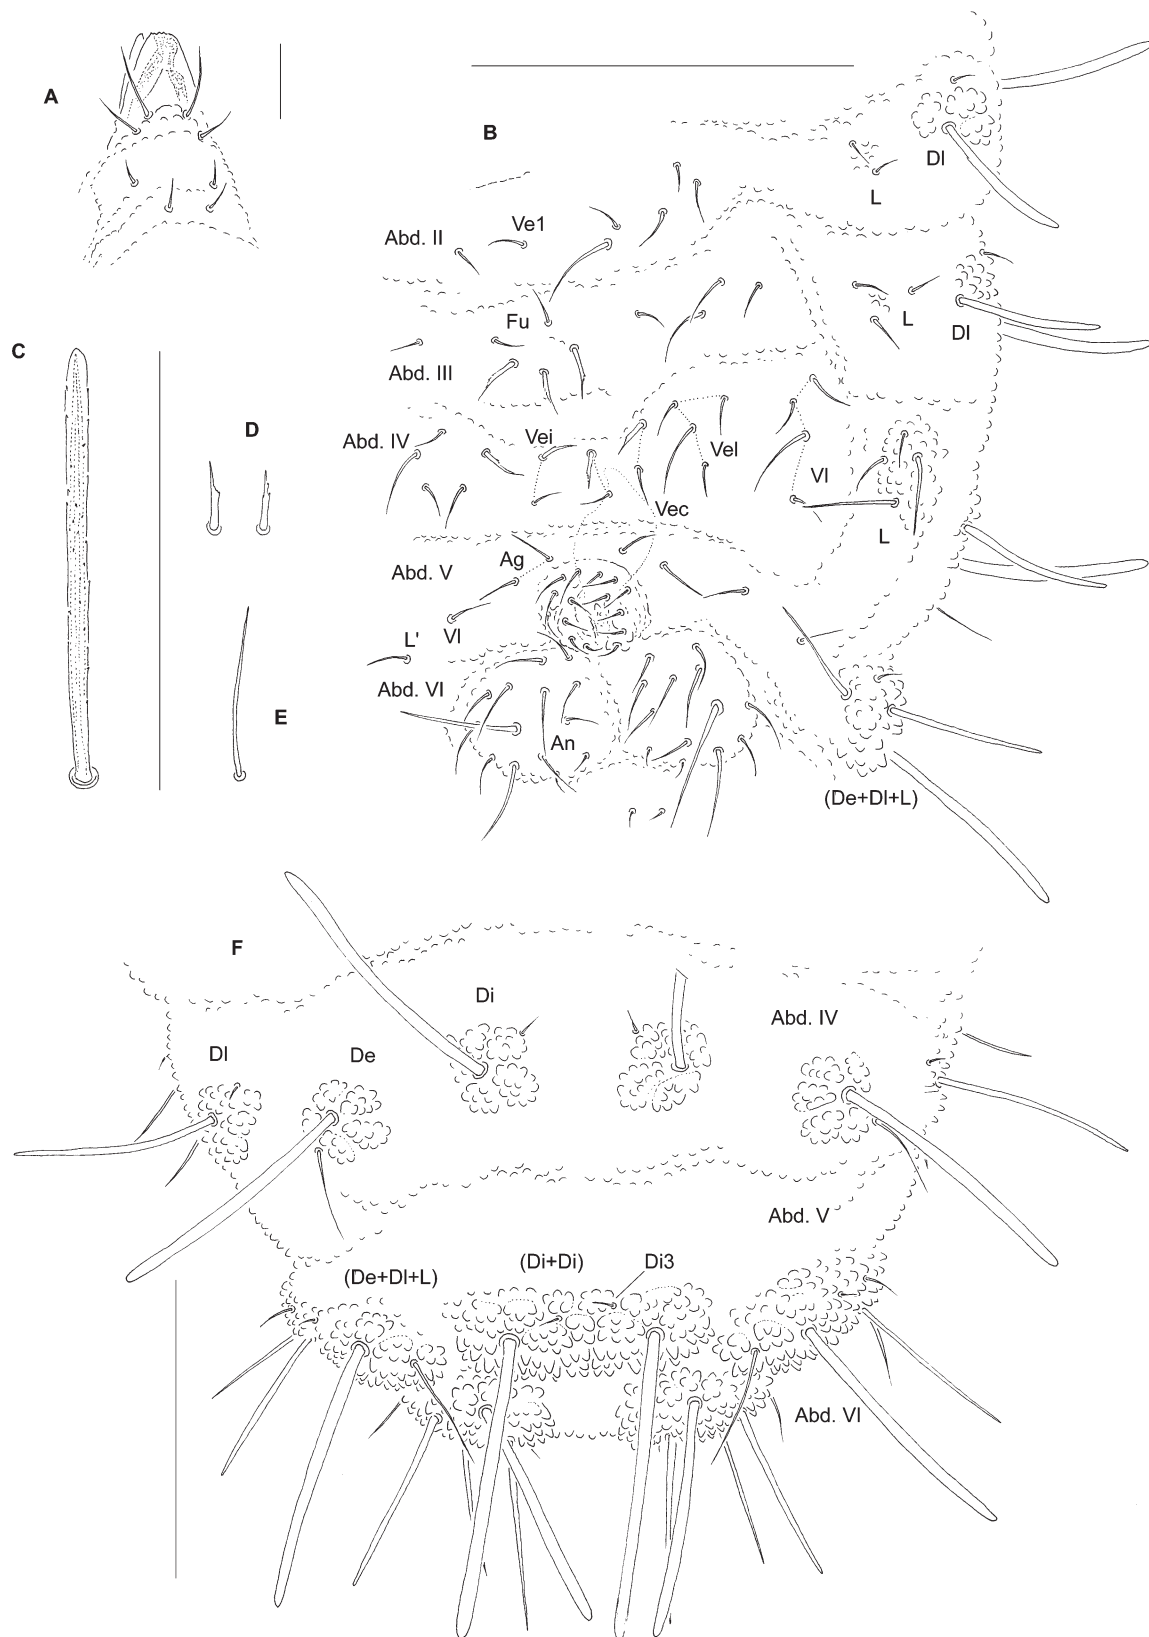 A
B
Dl
L
Ve1
Abd. II
Fu
L
Dl
C
Abd. III
D
Abd. IV
Vei
Vel
Vl
Vec
L
Ag
Abd. V
Vl
L'
Abd. VI
E
An
(De+Dl+L)
F
Di
Abd. IV
Dl
De
Abd. V
(De+Dl+L)
(Di+Di)
Di3
Abd. VI